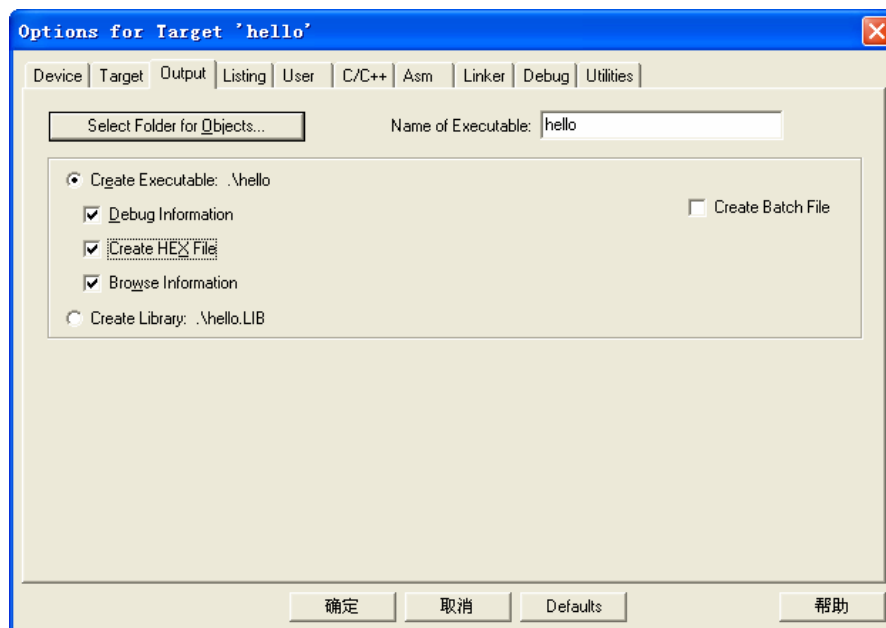 Options for Target 'hello'
Device Target Output Listing User C/C++ Asm Linker Debug Utilities
Select Folder for Objects... Name of Executable: hello
Create Executable: .\hello
Debug Information Create Batch File
Create HEX File
Browse Information
Create Library: .\hello.LIB
确定 取消 Defaults 帮助